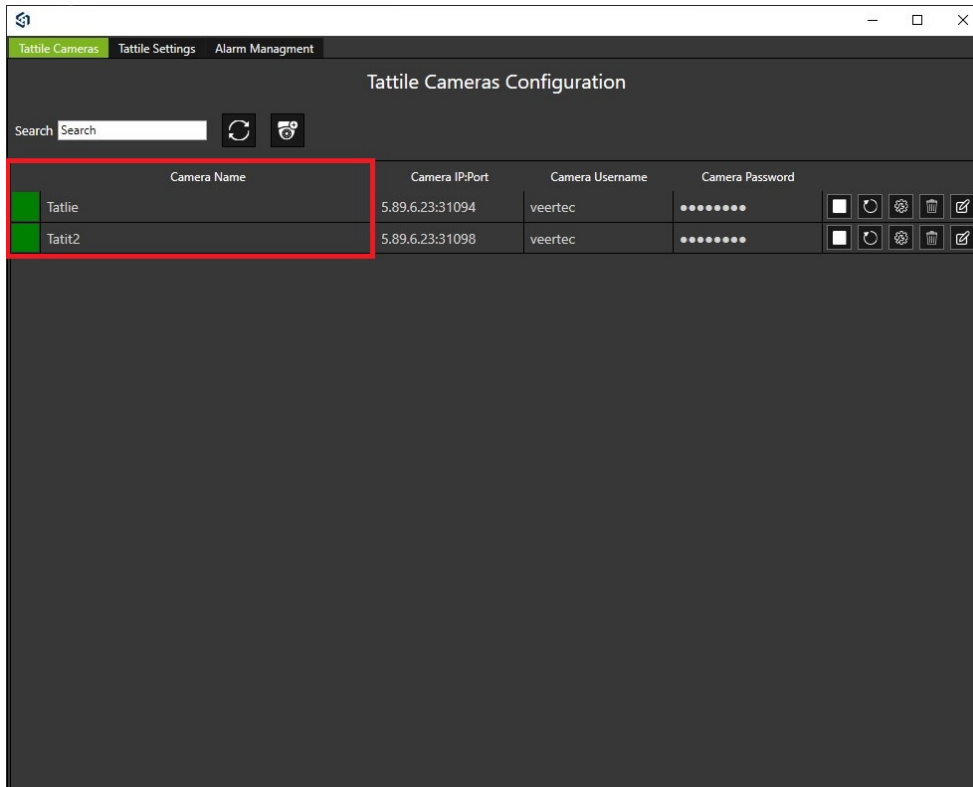 Tattile Cameras Tattile Settings Alarm Managment
Tattile Cameras Configuration
Search Search
Camera Name Camera IP:Port Camera Username Camera Password
Tatlie 5.89.6.23:31094 veertec ●●●●●●●●
Tatit2 5.89.6.23:31098 veertec ●●●●●●●●